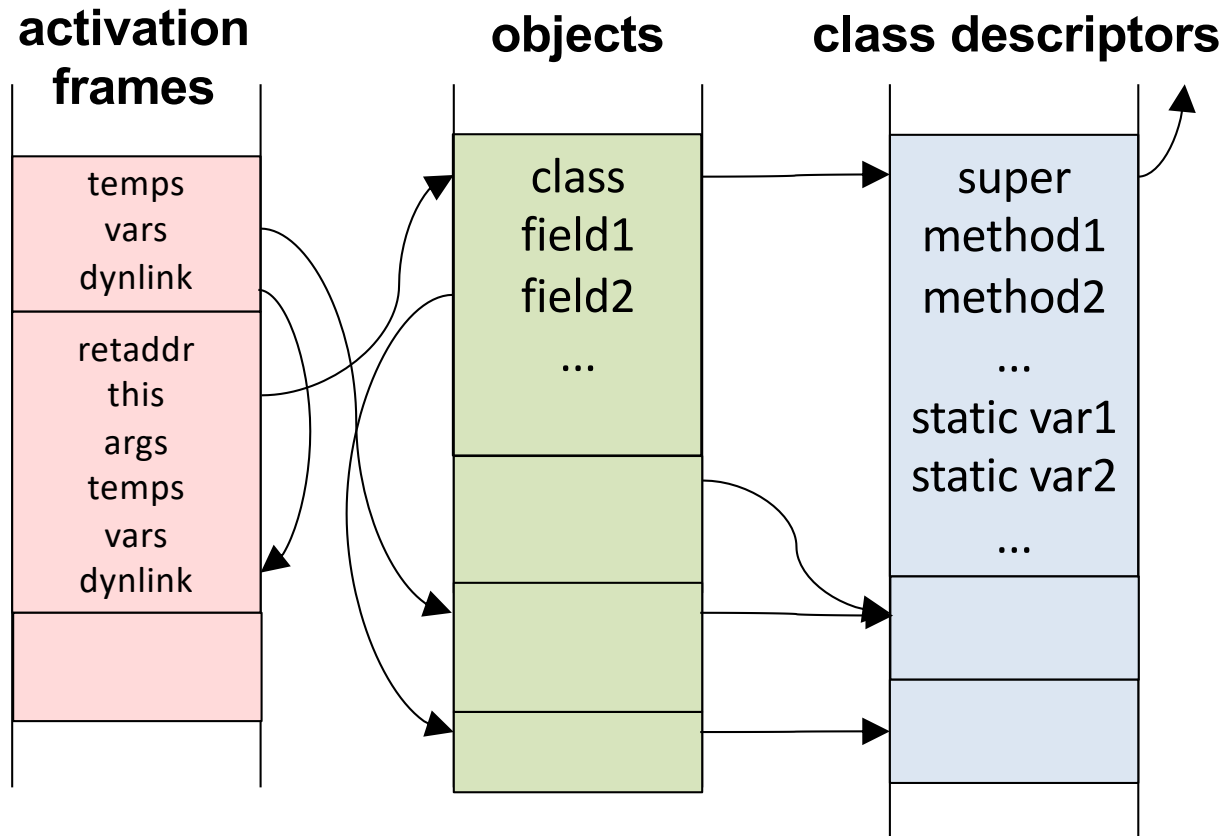 activation
frames
objects
class descriptors
temps
vars
dynlink
retaddr
this
args
temps
vars
dynlink
class
field1
field2
...
super
method1
method2
...
static var1
static var2
...